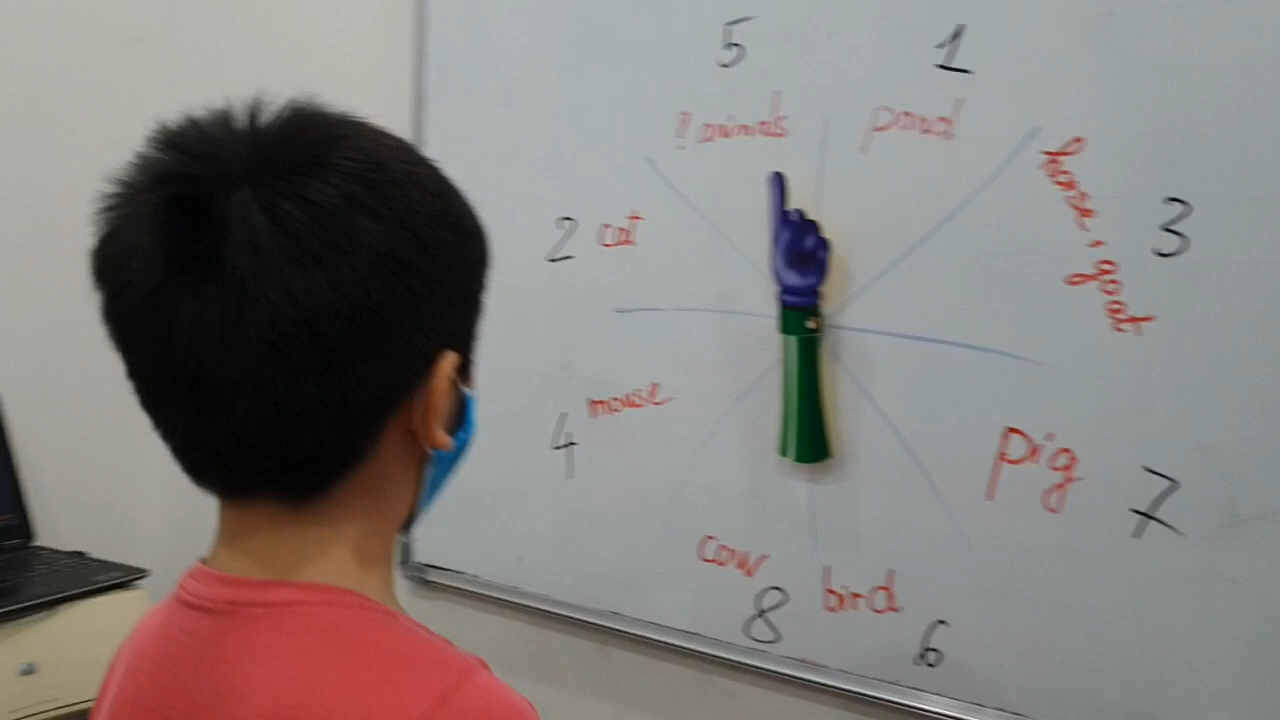 5
1
? animals
pond
horse, goat
3
2 cat
4 mouse
pig
7
cow
8
bird
6